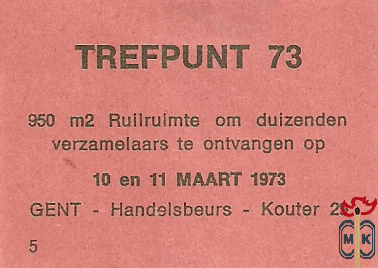 TREFPUNT 73
950 m2 Ruilruimte om duizenden
verzamelaars te ontvangen op
10 en 11 MAART 1973
GENT - Handelsbeurs - Kouter
5
MK